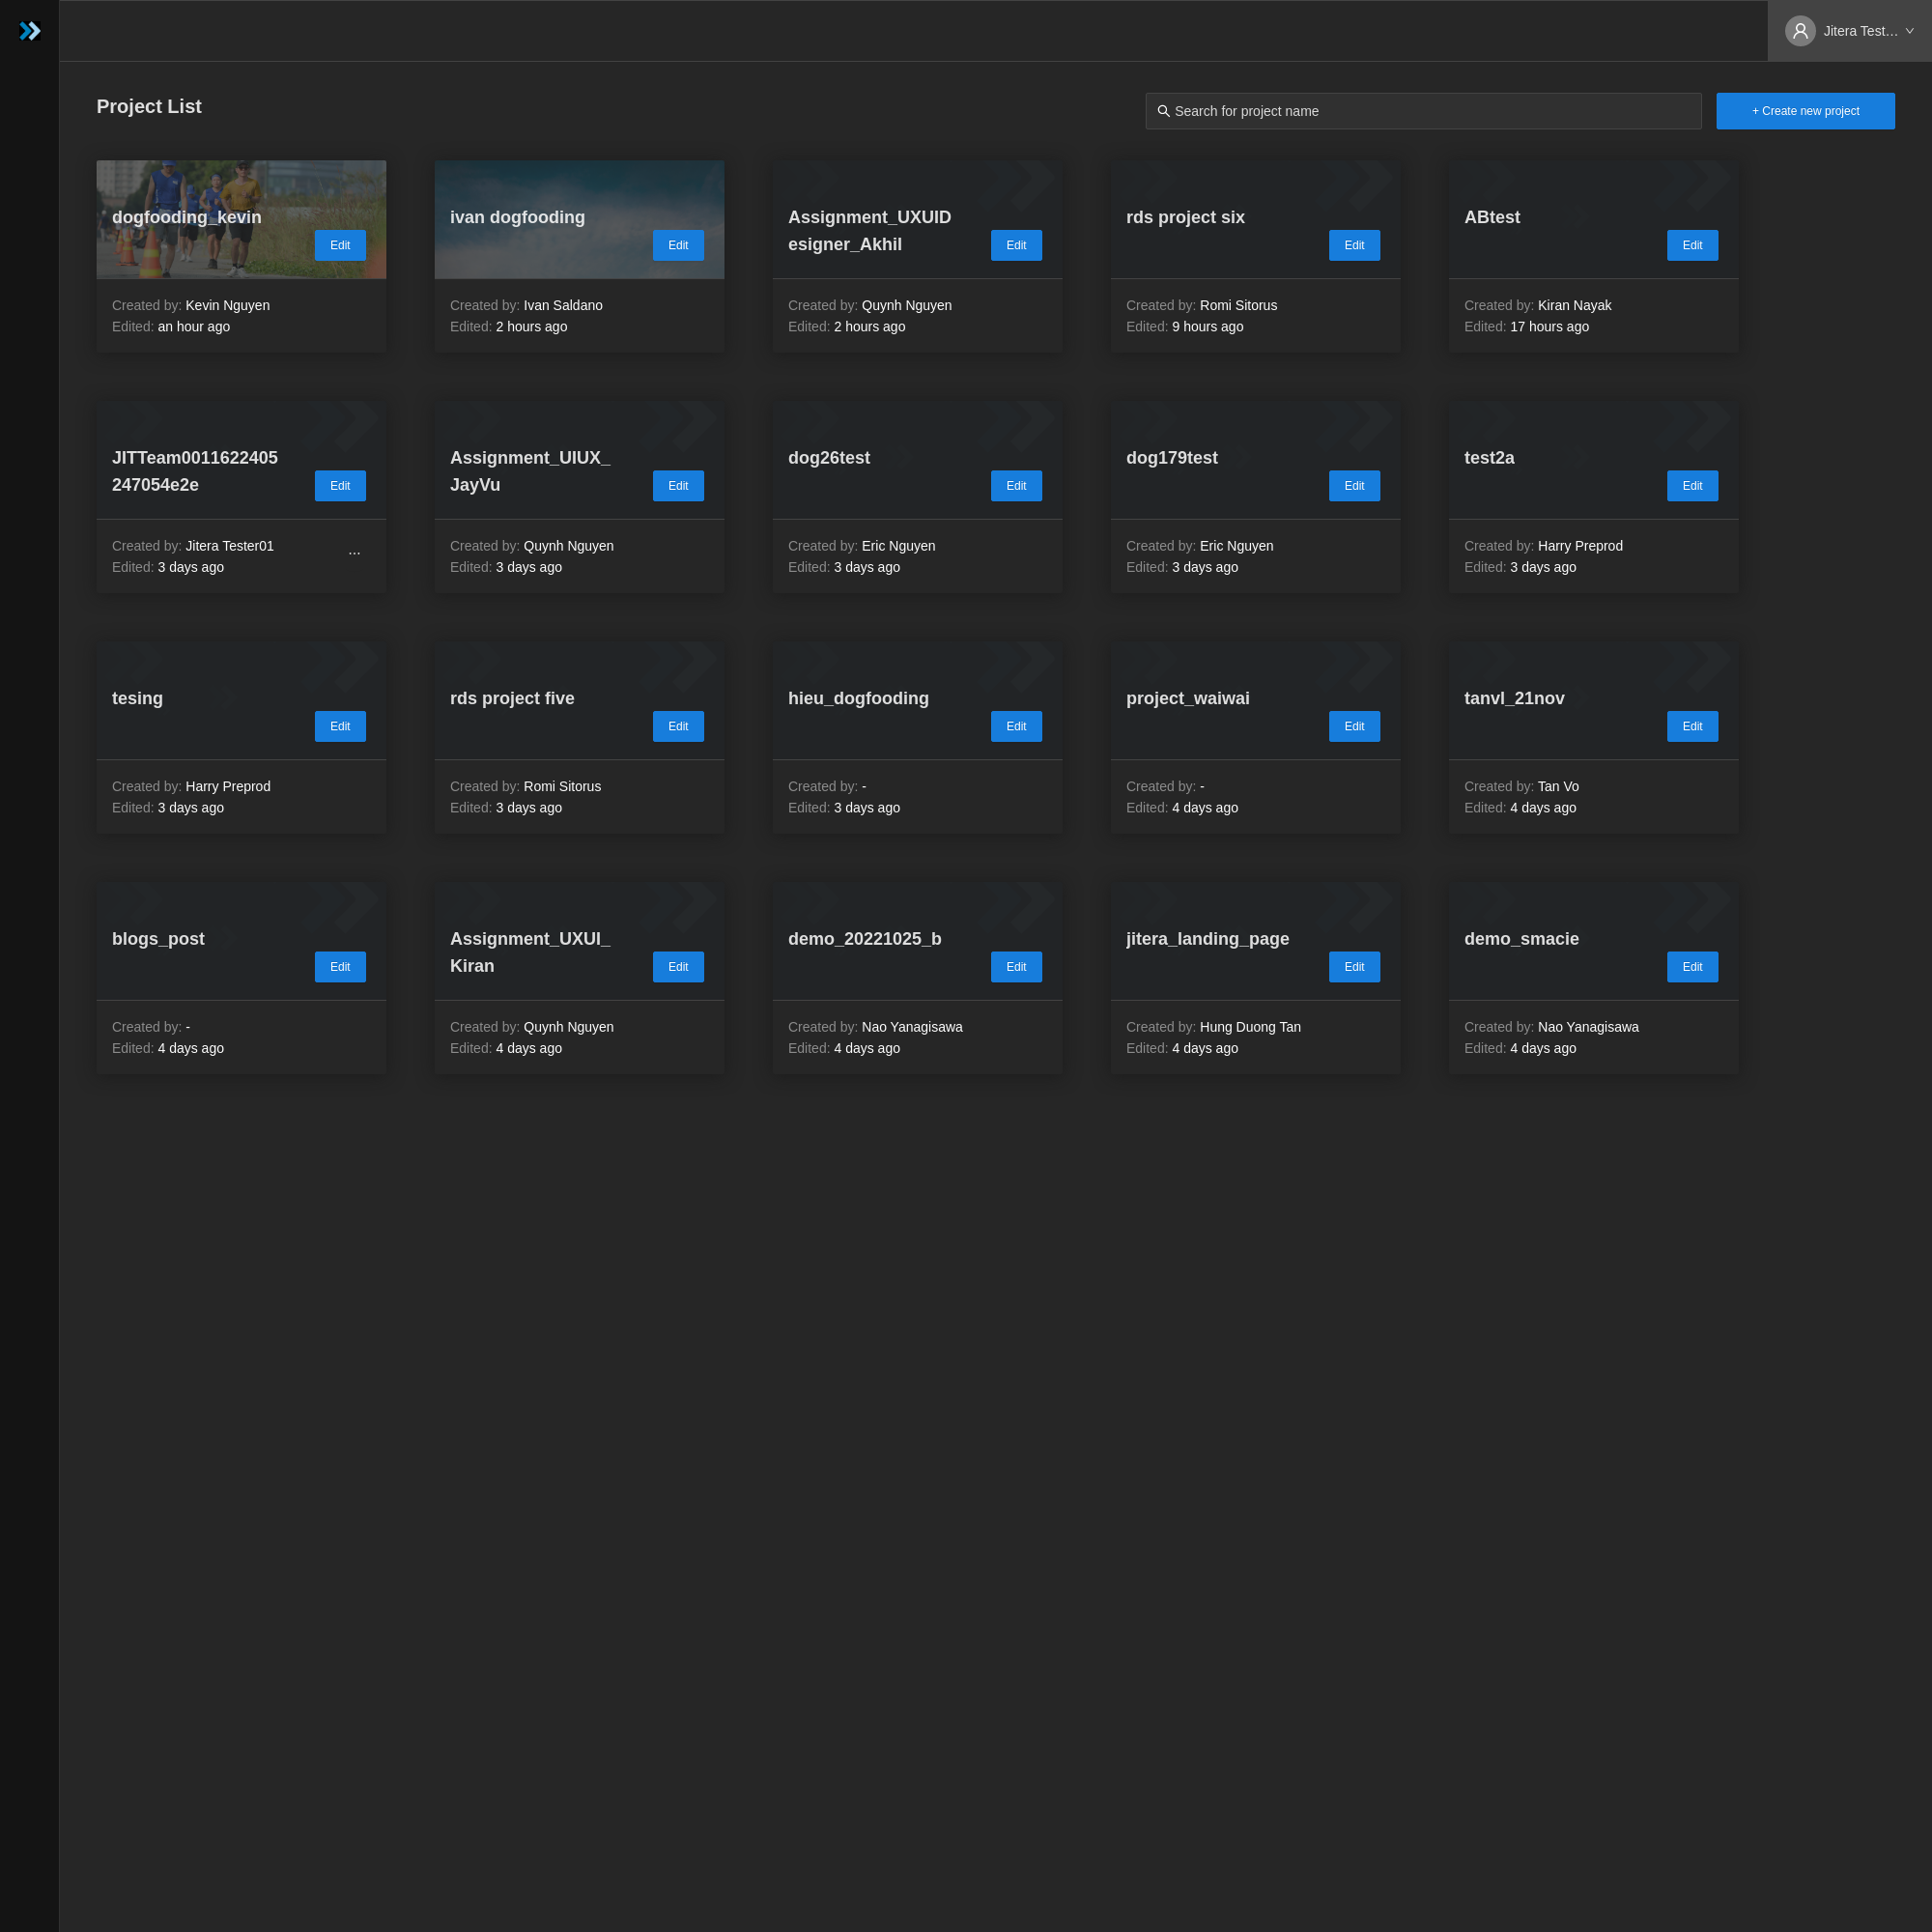 Jitera Test...
Project List
Search for project name
+ Create new project
dogfooding_kevin
Edit
Created by: Kevin Nguyen
Edited: an hour ago
ivan dogfooding
Edit
Created by: Ivan Saldano
Edited: 2 hours ago
Assignment_UXUID
esigner_Akhil
Edit
Created by: Quynh Nguyen
Edited: 2 hours ago
rds project six
Edit
Created by: Romi Sitorus
Edited: 9 hours ago
ABtest
Edit
Created by: Kiran Nayak
Edited: 17 hours ago
JITTeam0011622405
247054e2e
Edit
Created by: Jitera Tester01
...
Edited: 3 days ago
Assignment_UIUX_
JayVu
Edit
Created by: Quynh Nguyen
Edited: 3 days ago
dog26test
Edit
Created by: Eric Nguyen
Edited: 3 days ago
dog179test
Edit
Created by: Eric Nguyen
Edited: 3 days ago
test2a
Edit
Created by: Harry Preprod
Edited: 3 days ago
tesing
Edit
Created by: Harry Preprod
Edited: 3 days ago
rds project five
Edit
Created by: Romi Sitorus
Edited: 3 days ago
hieu_dogfooding
Edit
Created by: -
Edited: 3 days ago
project_waiwai
Edit
Created by: -
Edited: 4 days ago
tanvl_21nov
Edit
Created by: Tan Vo
Edited: 4 days ago
blogs_post
Edit
Created by: -
Edited: 4 days ago
Assignment_UXUI_
Kiran
Edit
Created by: Quynh Nguyen
Edited: 4 days ago
demo_20221025_b
Edit
Created by: Nao Yanagisawa
Edited: 4 days ago
jitera_landing_page
Edit
Created by: Hung Duong Tan
Edited: 4 days ago
demo_smacie
Edit
Created by: Nao Yanagisawa
Edited: 4 days ago